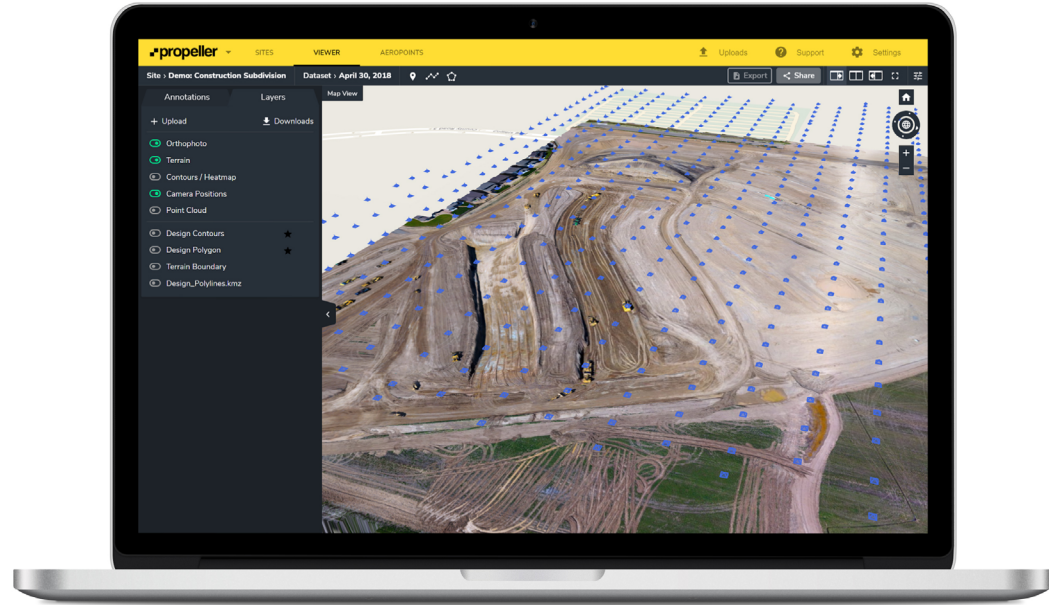 propeller SITES VIEWER AEROPOINTS Uploads Support Settings
Site › Demo: Construction Subdivision Dataset › April 30, 2018 Export Share
Annotations Layers Map View
+ Upload Downloads
Orthophoto
Terrain
Contours / Heatmap
Camera Positions
Point Cloud
Design Contours
Design Polygon
Terrain Boundary
Design_Polylines.kmz